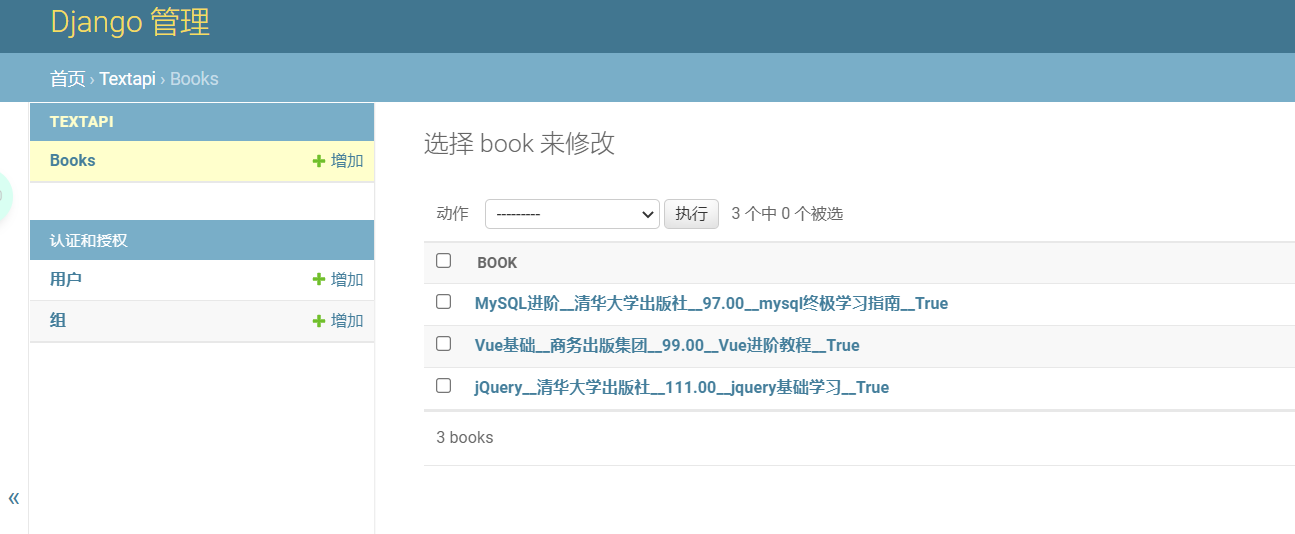 Django 管理
首页 › Textapi › Books
TEXTAPI
Books + 增加
认证和授权
用户 + 增加
组 + 增加
«
选择 book 来修改
动作 --------- 执行 3 个中 0 个被选
BOOK
MySQL进阶__清华大学出版社__97.00__mysql终极学习指南__True
Vue基础__商务出版集团__99.00__Vue进阶教程__True
jQuery__清华大学出版社__111.00__jquery基础学习__True
3 books